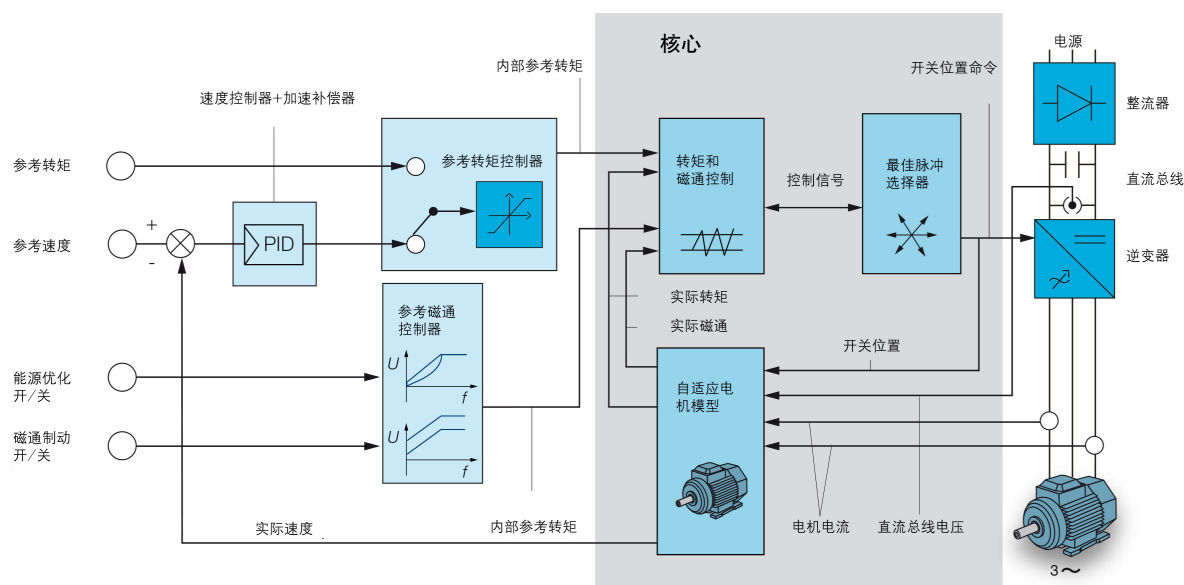 核心
电源
内部参考转矩
开关位置命令
速度控制器+加速补偿器
整流器
参考转矩
参考转矩控制器
转矩和
磁通控制
控制信号
最佳脉冲
选择器
直流总线
+
参考速度
-
PID
逆变器
实际转矩
实际磁通
参考磁通
控制器
开关位置
U
f
能源优化
开/关
自适应电
机模型
磁通制动
开/关
U
f
实际速度
内部参考转矩
电机电流
直流总线电压
3～